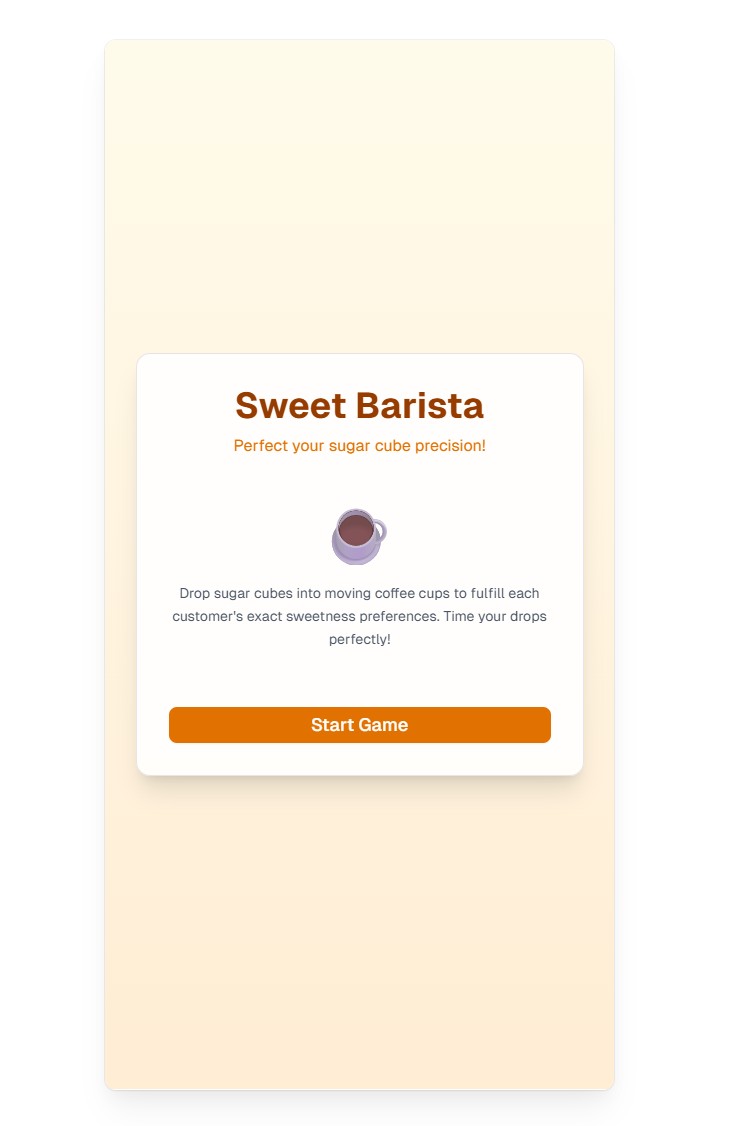 Sweet Barista
Perfect your sugar cube precision!
Drop sugar cubes into moving coffee cups to fulfill each
customer's exact sweetness preferences. Time your drops
perfectly!
Start Game